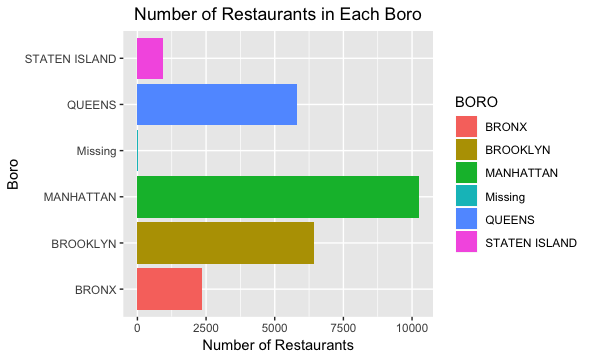 Number of Restaurants in Each Boro
STATEN ISLAND
QUEENS
Missing
MANHATTAN
BROOKLYN
BRONX
Boro
0 2500 5000 7500 10000
Number of Restaurants
BORO
BRONX
BROOKLYN
MANHATTAN
Missing
QUEENS
STATEN ISLAND